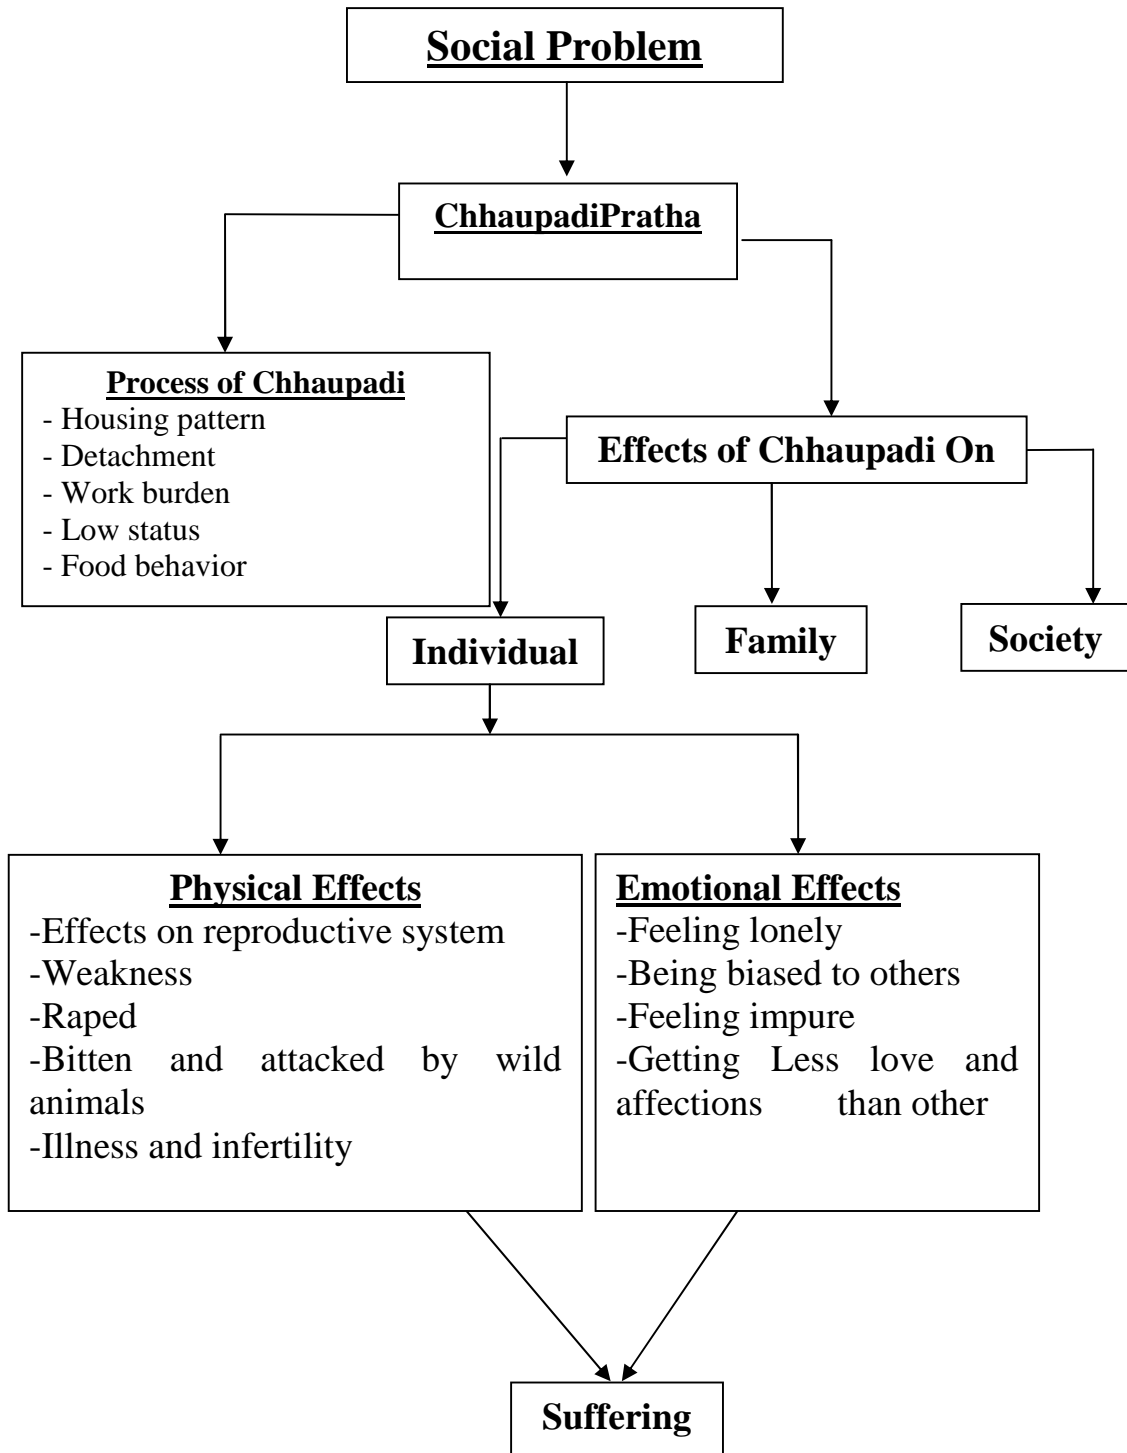 Social Problem
ChhaupadiPratha
Process of Chhaupadi
- Housing pattern
- Detachment
- Work burden
- Low status
- Food behavior
Effects of Chhaupadi On
Individual
Family
Society
Physical Effects
-Effects on reproductive system
-Weakness
-Raped
-Bitten and attacked by wild
animals
-Illness and infertility
Emotional Effects
-Feeling lonely
-Being biased to others
-Feeling impure
-Getting Less love and
affections than other
Suffering